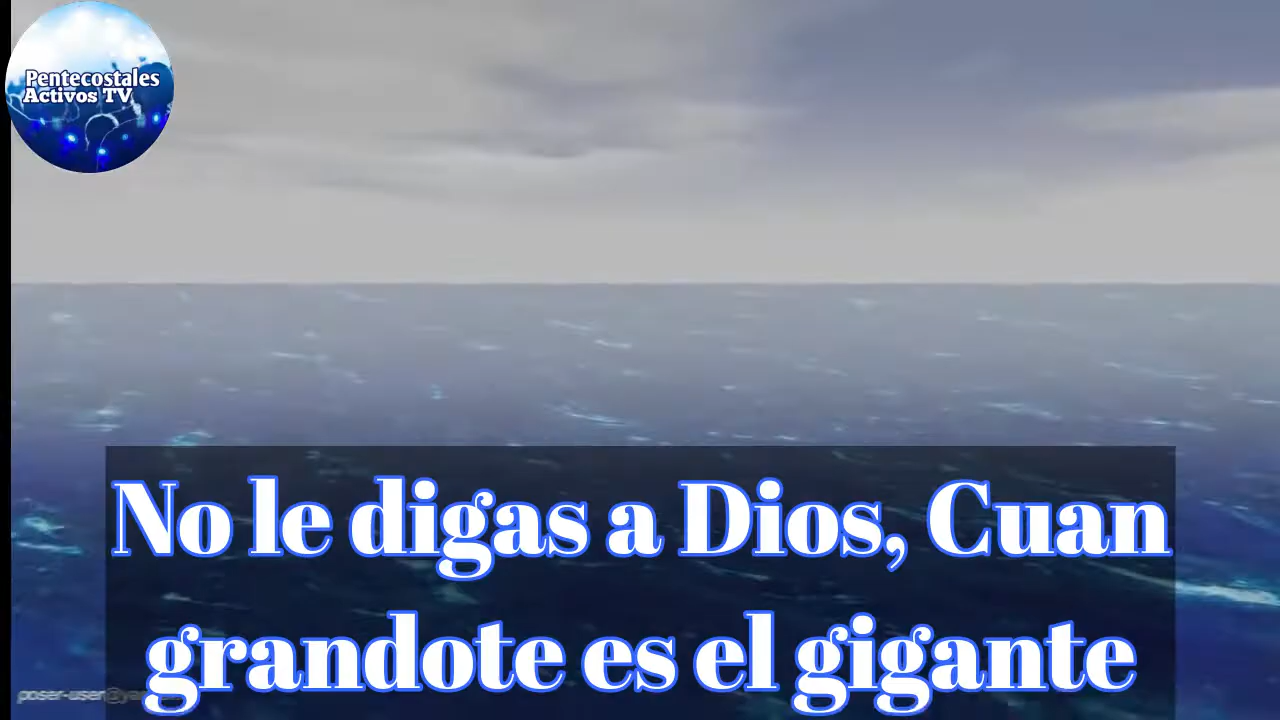 Pentecostales
Activos TV
No le digas a Dios, Cuan
grandote es el gigante